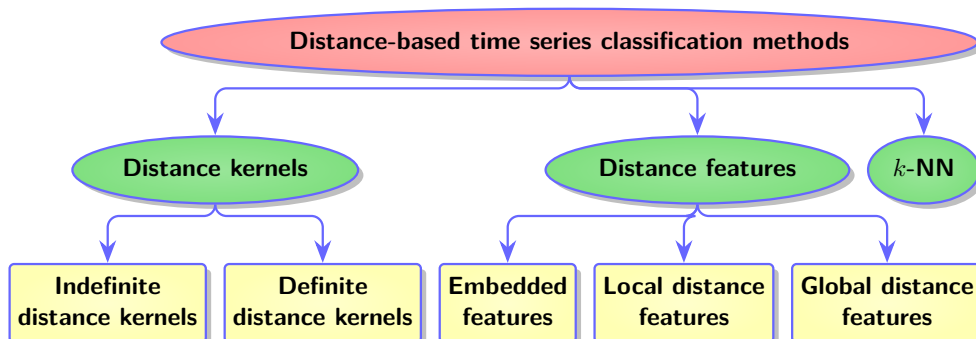 Distance-based time series classification methods
Distance kernels
Distance features
k-NN
Indefinite
distance kernels
Definite
distance kernels
Embedded
features
Local distance
features
Global distance
features